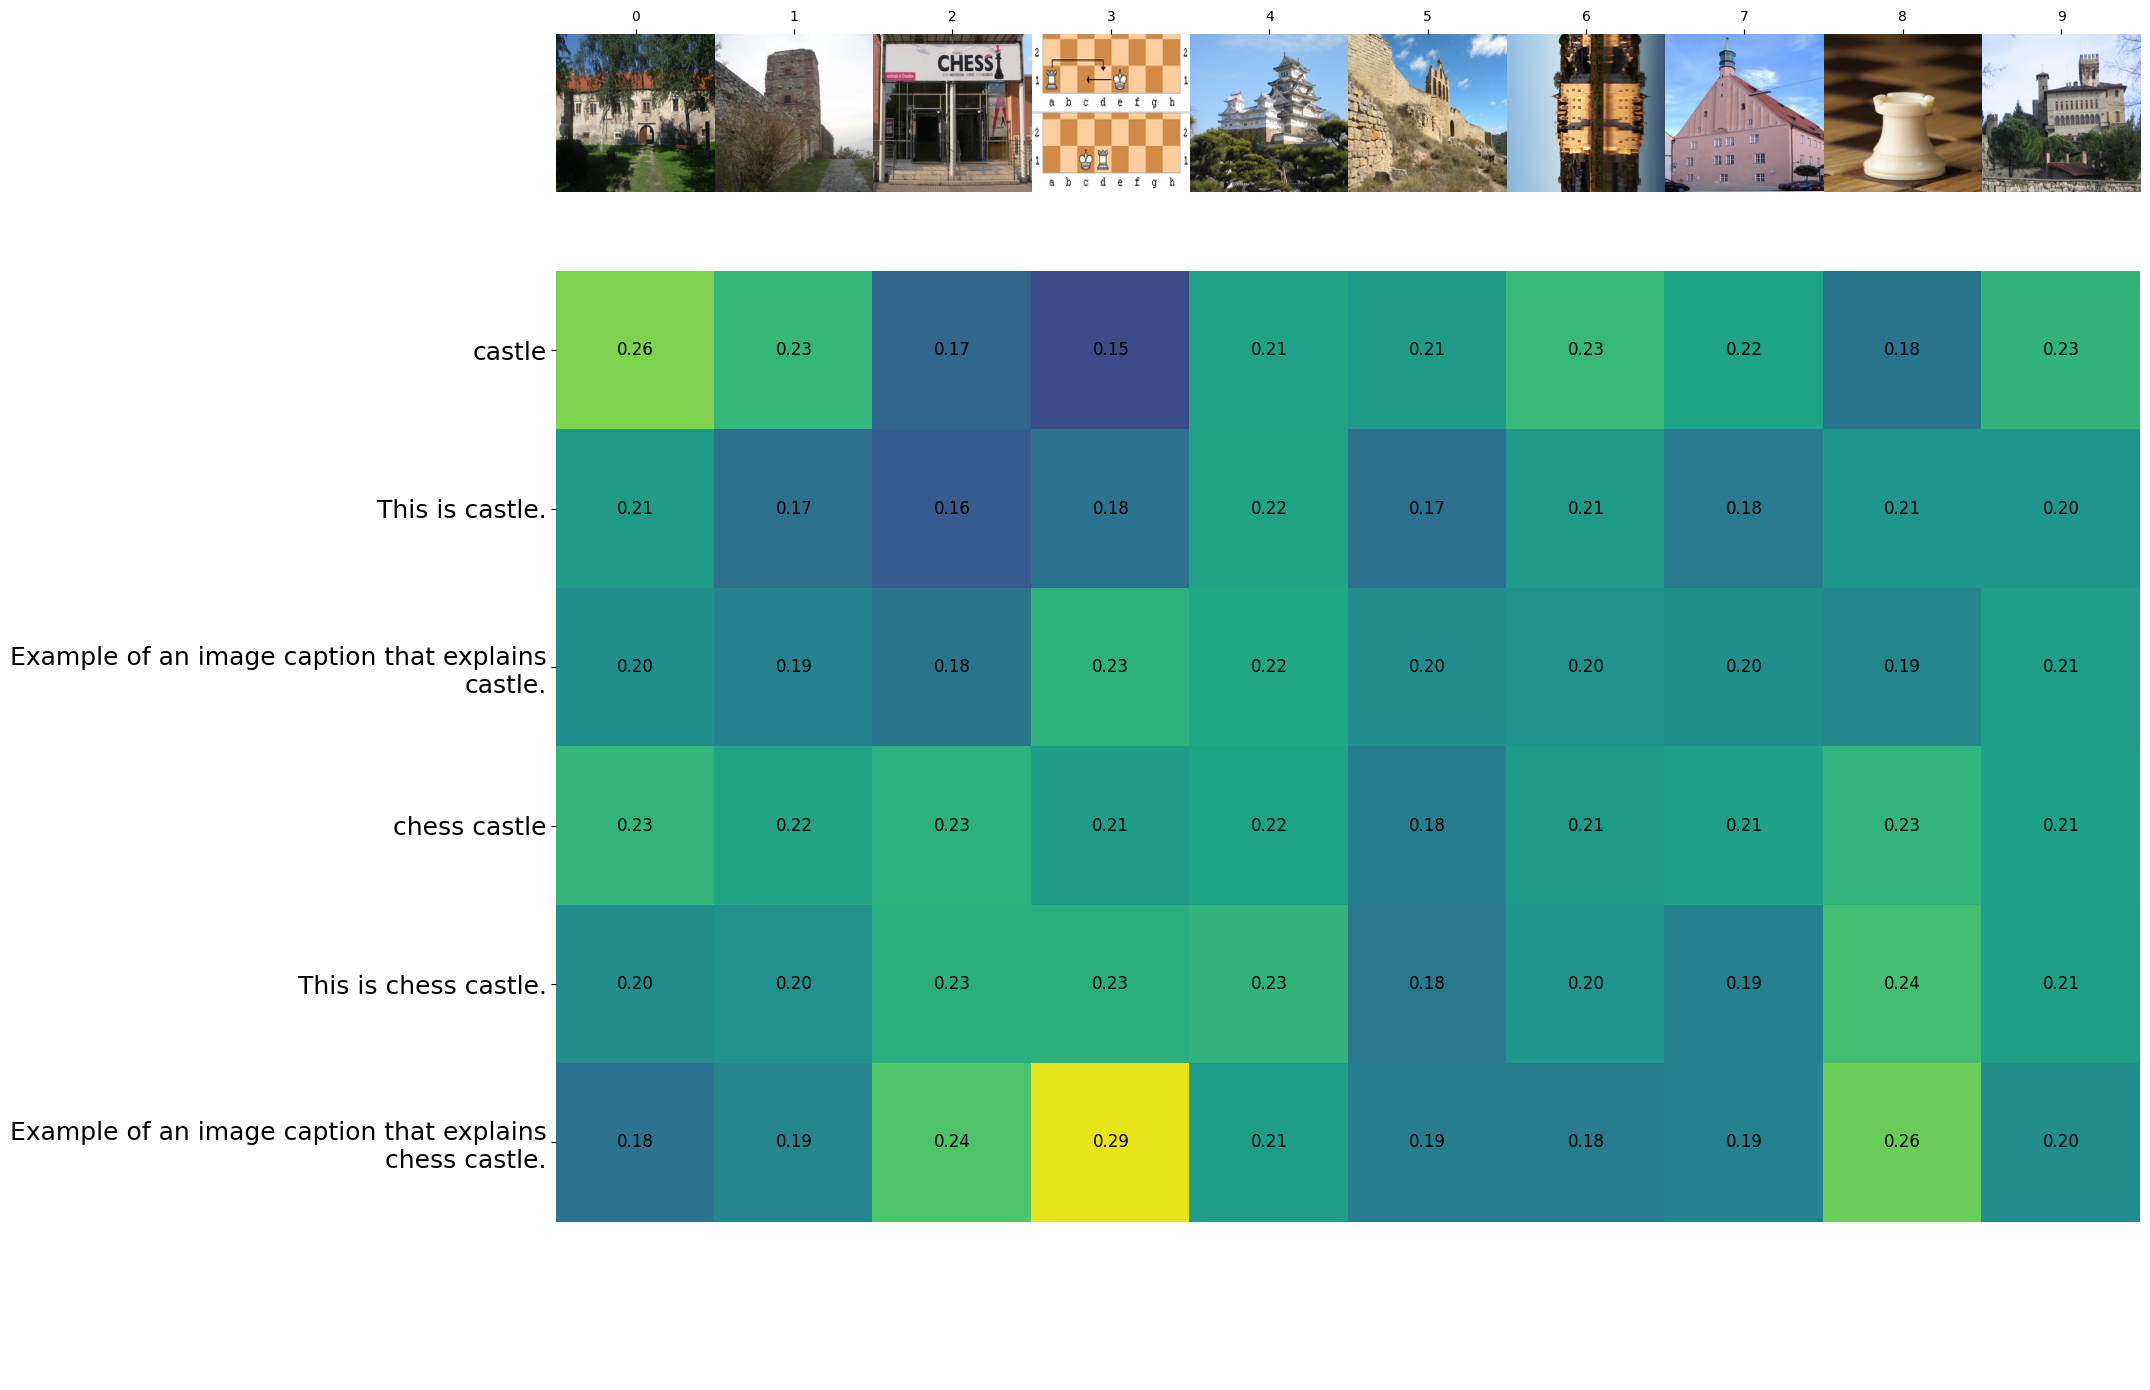 0 1 2 3 4 5 6 7 8 9
CHESS
2 2
1 1
a b c d e f g h
2 2
1 1
a b c d e f g h
castle 0.26 0.23 0.17 0.15 0.21 0.21 0.23 0.22 0.18 0.23
This is castle. 0.21 0.17 0.16 0.18 0.22 0.17 0.21 0.18 0.21 0.20
Example of an image caption that explains
castle. 0.20 0.19 0.18 0.23 0.22 0.20 0.20 0.20 0.19 0.21
chess castle 0.23 0.22 0.23 0.21 0.22 0.18 0.21 0.21 0.23 0.21
This is chess castle. 0.20 0.20 0.23 0.23 0.23 0.18 0.20 0.19 0.24 0.21
Example of an image caption that explains
chess castle. 0.18 0.19 0.24 0.29 0.21 0.19 0.18 0.19 0.26 0.20